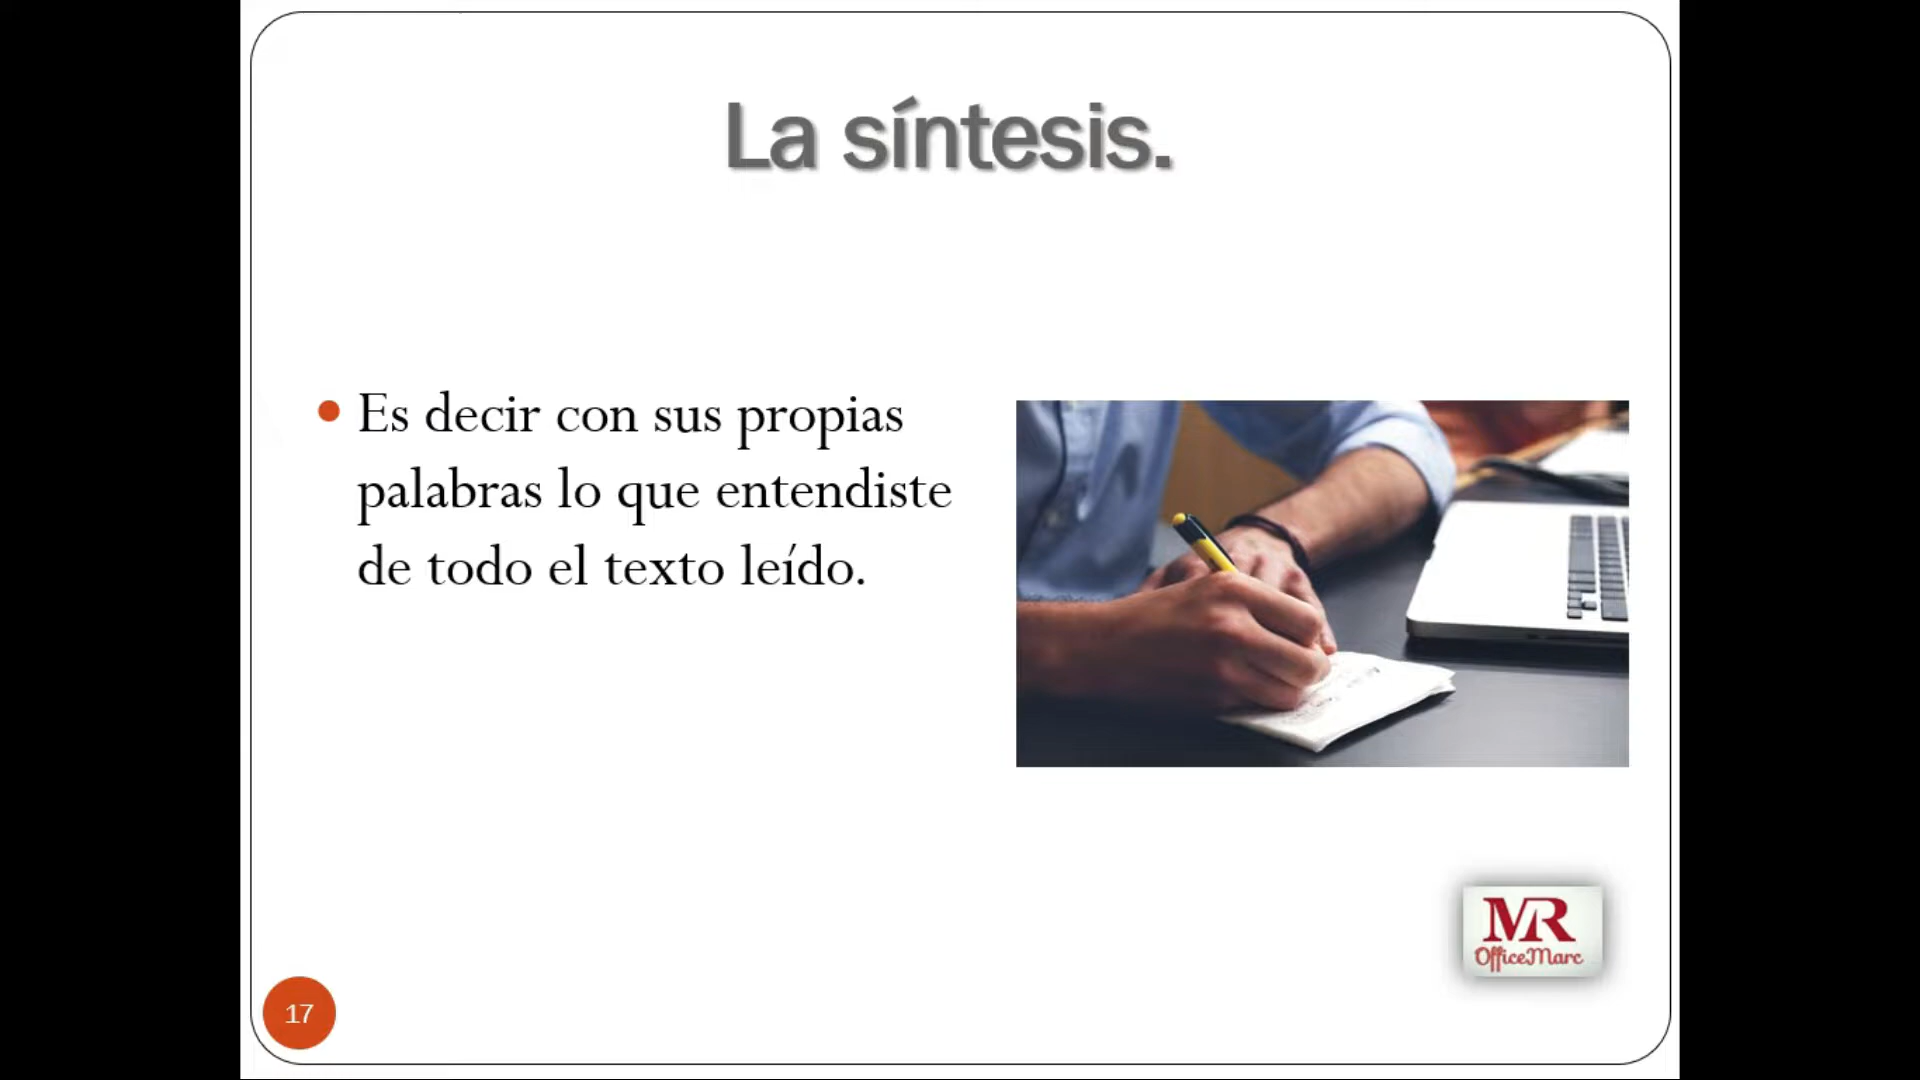 La síntesis.
Es decir con sus propias
palabras lo que entendiste
de todo el texto leído.
MR
OfficeMarc
17